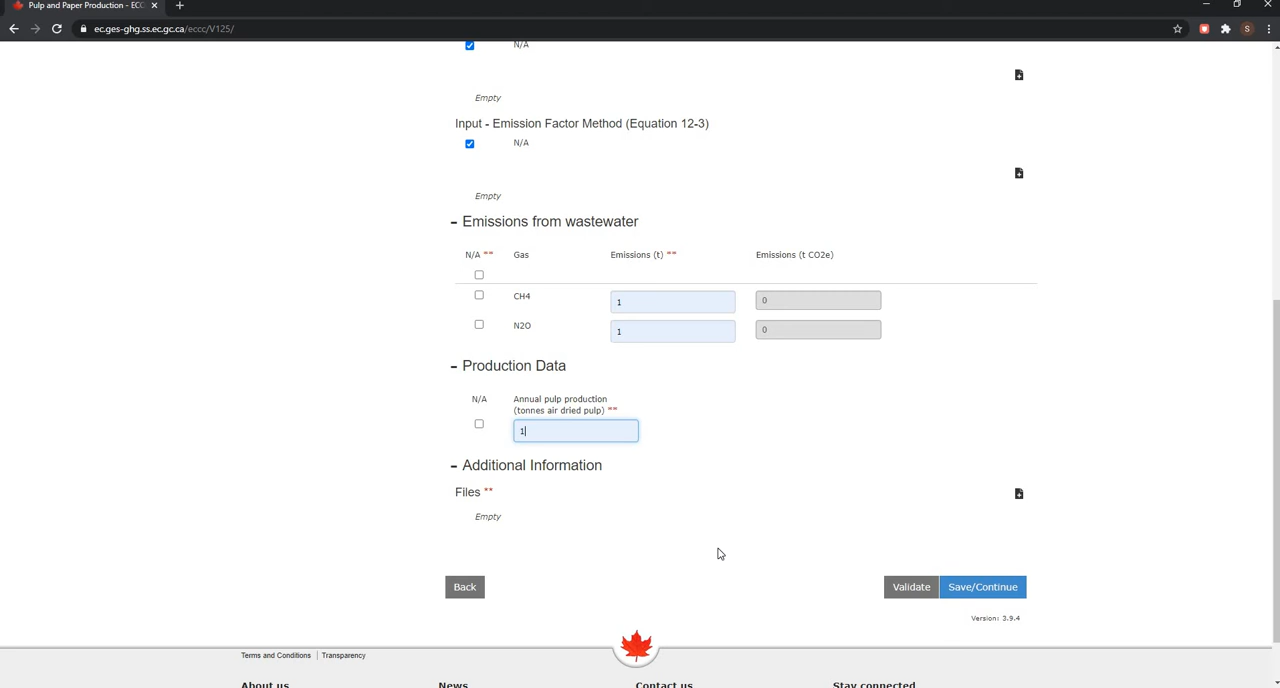 Pulp and Paper Production - ECC
ec.ges-ghg.ss.ec.gc.ca/eccc/V125/
S
N/A
Empty
Input - Emission Factor Method (Equation 12-3)
N/A
Empty
– Emissions from wastewater
N/A ** Gas Emissions (t) ** Emissions (t CO2e)
CH4 1 0
N2O 1 0
– Production Data
N/A Annual pulp production
(tonnes air dried pulp) **
1
– Additional Information
Files **
Empty
Back Validate Save/Continue
Version: 3.9.4
Terms and Conditions | Transparency
About us News Contact us Stay connected